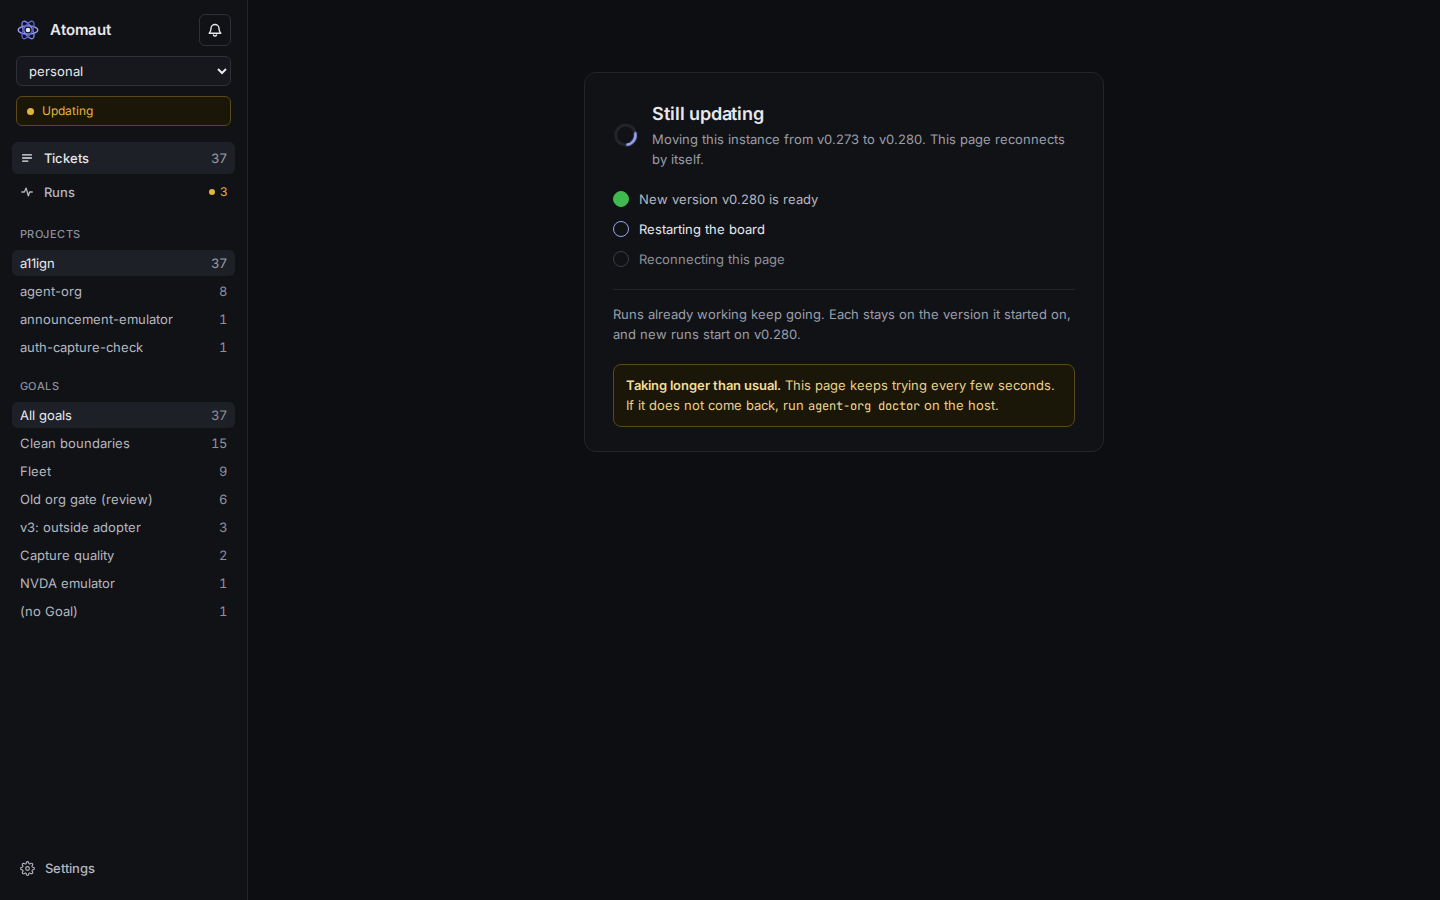 Atomaut
personal
Updating
Tickets 37
Runs 3
PROJECTS
a11ign 37
agent-org 8
announcement-emulator 1
auth-capture-check 1
GOALS
All goals 37
Clean boundaries 15
Fleet 9
Old org gate (review) 6
v3: outside adopter 3
Capture quality 2
NVDA emulator 1
(no Goal) 1
Settings
Still updating
Moving this instance from v0.273 to v0.280. This page reconnects
by itself.
New version v0.280 is ready
Restarting the board
Reconnecting this page
Runs already working keep going. Each stays on the version it started on,
and new runs start on v0.280.
Taking longer than usual. This page keeps trying every few seconds.
If it does not come back, run agent-org doctor on the host.